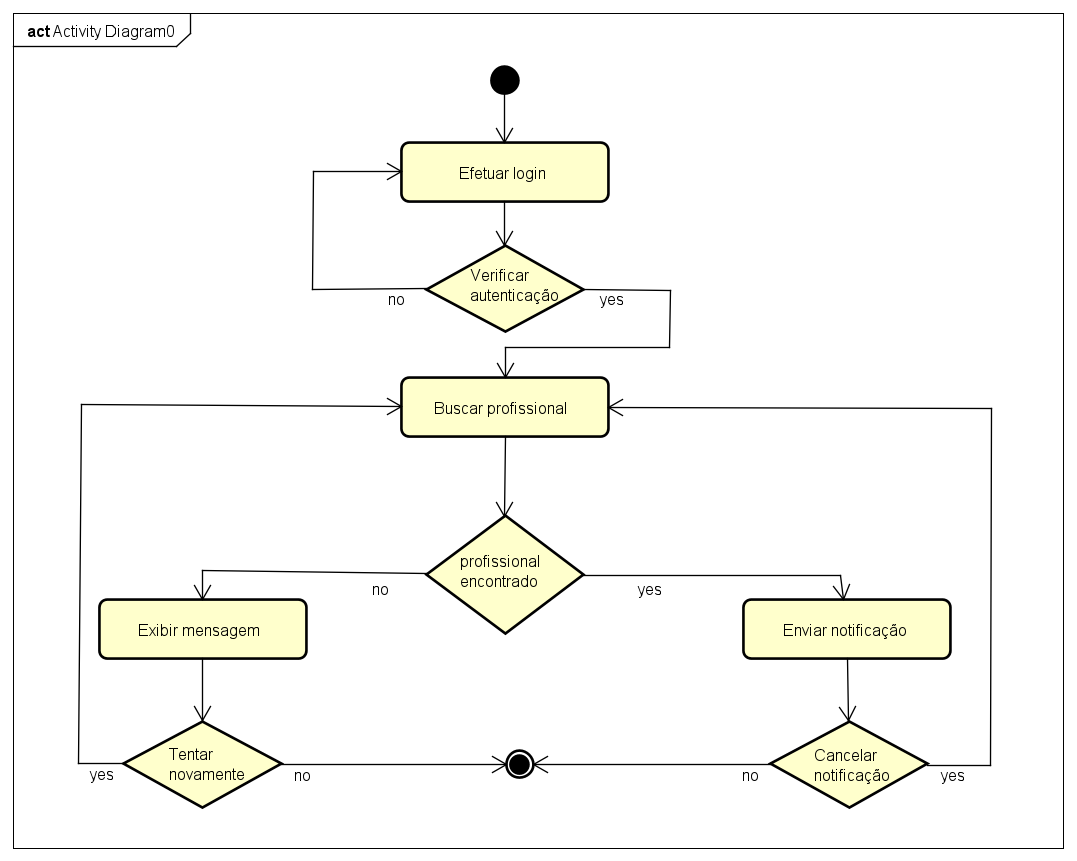 act Activity Diagram0
Efetuar login
Verificar
autenticação
no
yes
Buscar profissional
profissional
encontrado
no
yes
Exibir mensagem
Enviar notificação
Tentar
novamente
Cancelar
notificação
yes
no
no
yes